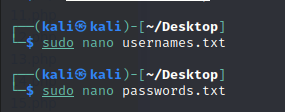 ┌──(kali㉿kali)-[~/Desktop]
└─$ sudo nano usernames.txt
┌──(kali㉿kali)-[~/Desktop]
└─$ sudo nano passwords.txt